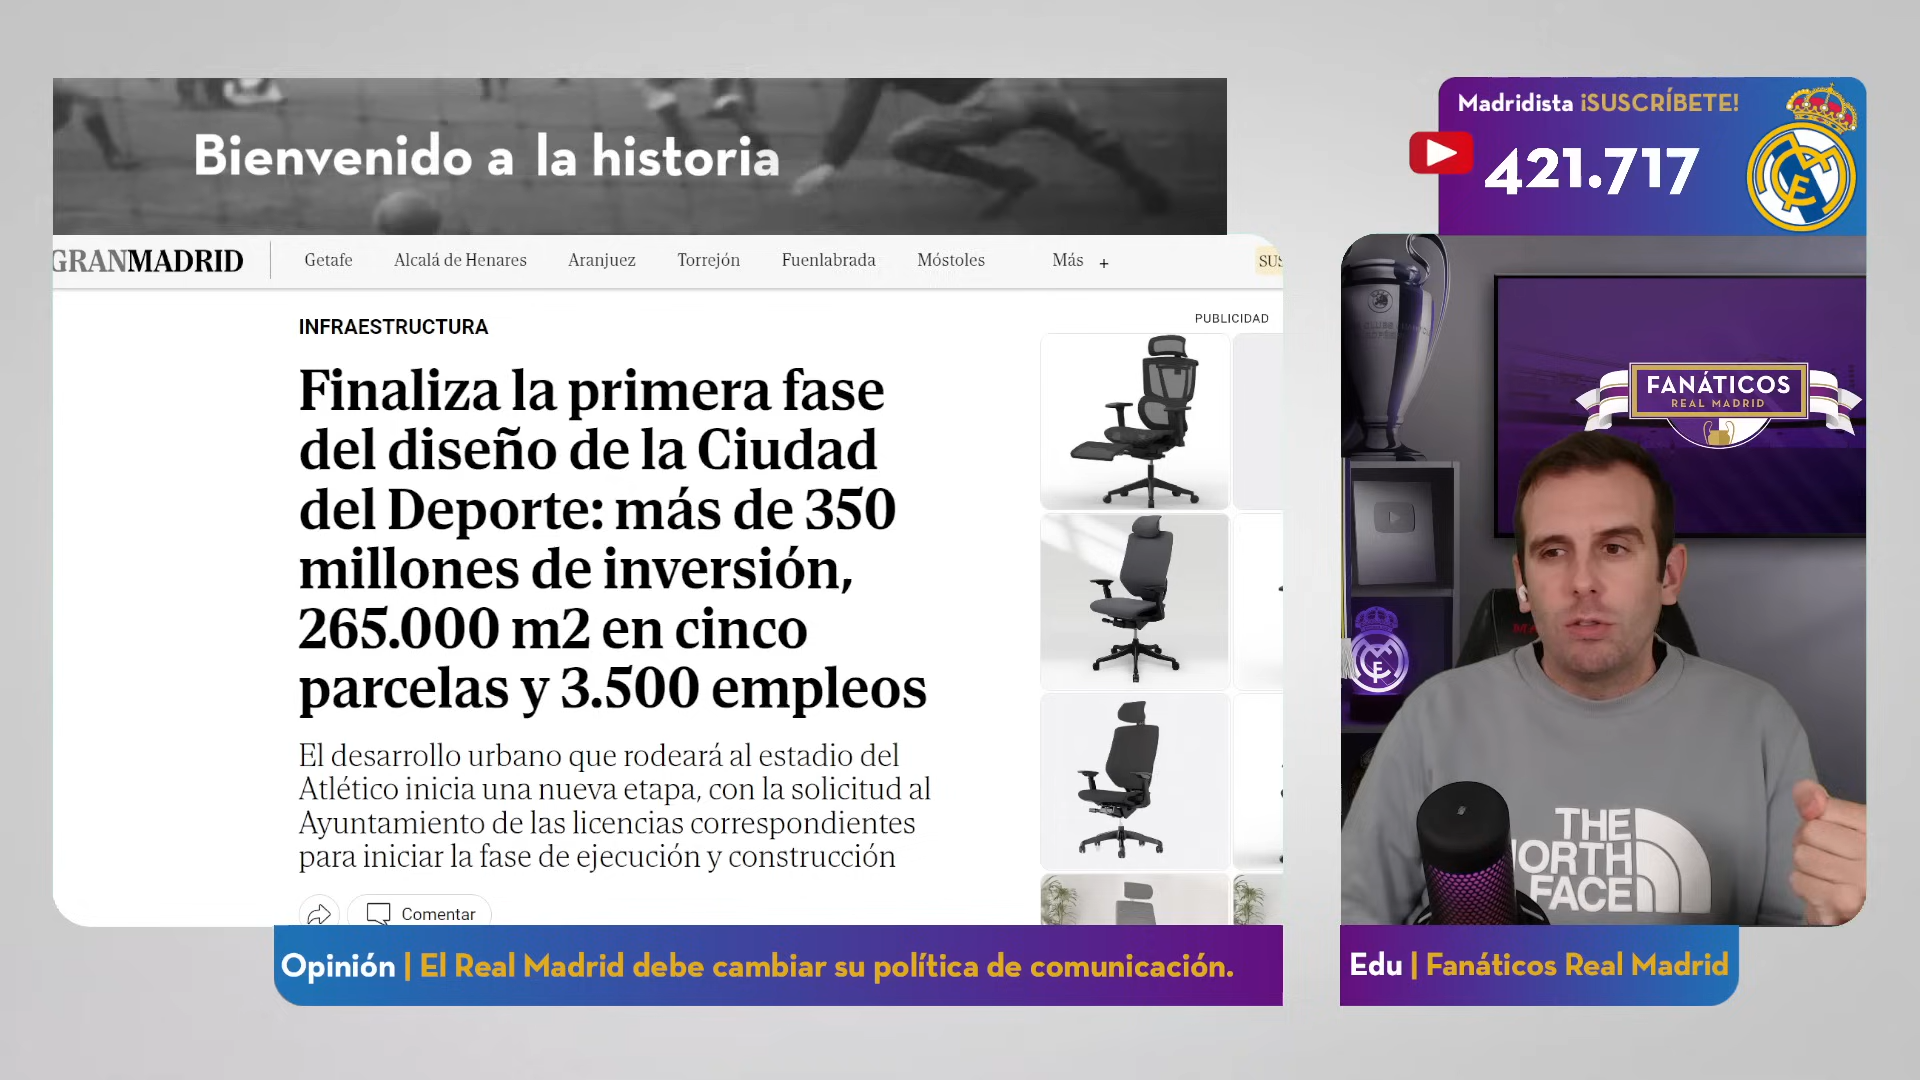 Bienvenido a la historia
Madridista ¡SUSCRÍBETE!
421.717
GRANMADRID
Getafe
Alcalá de Henares
Aranjuez
Torrejón
Fuenlabrada
Móstoles
Más +
SUS
INFRAESTRUCTURA
PUBLICIDAD
Finaliza la primera fase
del diseño de la Ciudad
del Deporte: más de 350
millones de inversión,
265.000 m2 en cinco
parcelas y 3.500 empleos
El desarrollo urbano que rodeará al estadio del
Atlético inicia una nueva etapa, con la solicitud al
Ayuntamiento de las licencias correspondientes
para iniciar la fase de ejecución y construcción
Comentar
FANÁTICOS
REAL MADRID
THE
NORTH
FACE
Opinión | El Real Madrid debe cambiar su política de comunicación.
Edu | Fanáticos Real Madrid